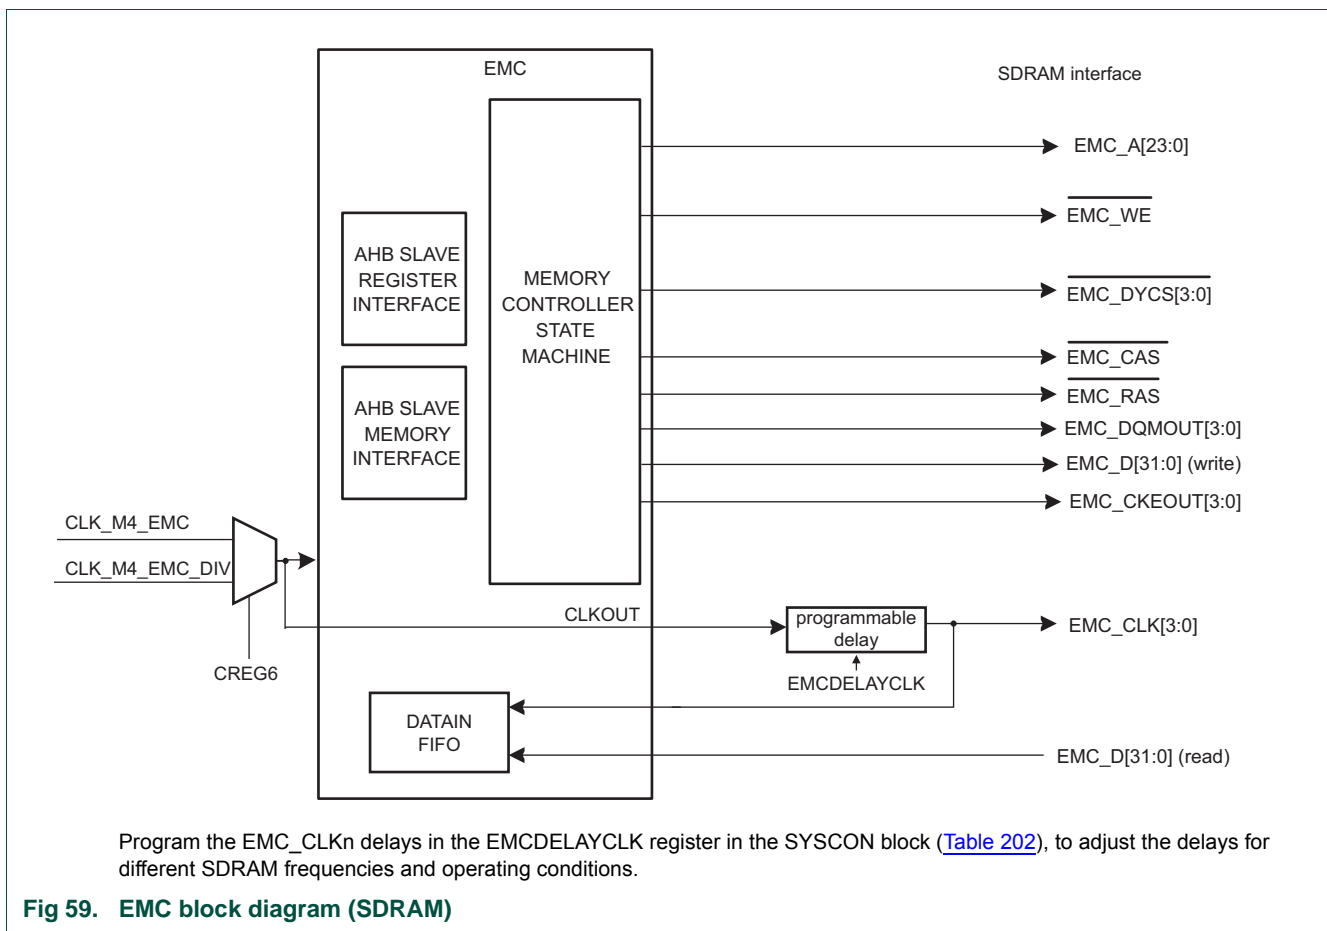 EMC
SDRAM interface
EMC_A[23:0]
EMC_WE
AHB SLAVE
REGISTER
INTERFACE
MEMORY
CONTROLLER
STATE
MACHINE
EMC_DYCS[3:0]
EMC_CAS
EMC_RAS
AHB SLAVE
MEMORY
INTERFACE
EMC_DQMOUT[3:0]
EMC_D[31:0] (write)
EMC_CKEOUT[3:0]
CLK_M4_EMC
CLK_M4_EMC_DIV
CREG6
CLKOUT
programmable
delay
EMC_CLK[3:0]
EMCDELAYCLK
DATAIN
FIFO
EMC_D[31:0] (read)
Program the EMC_CLKn delays in the EMCDELAYCLK register in the SYSCON block (Table 202), to adjust the delays for
different SDRAM frequencies and operating conditions.
Fig 59. EMC block diagram (SDRAM)